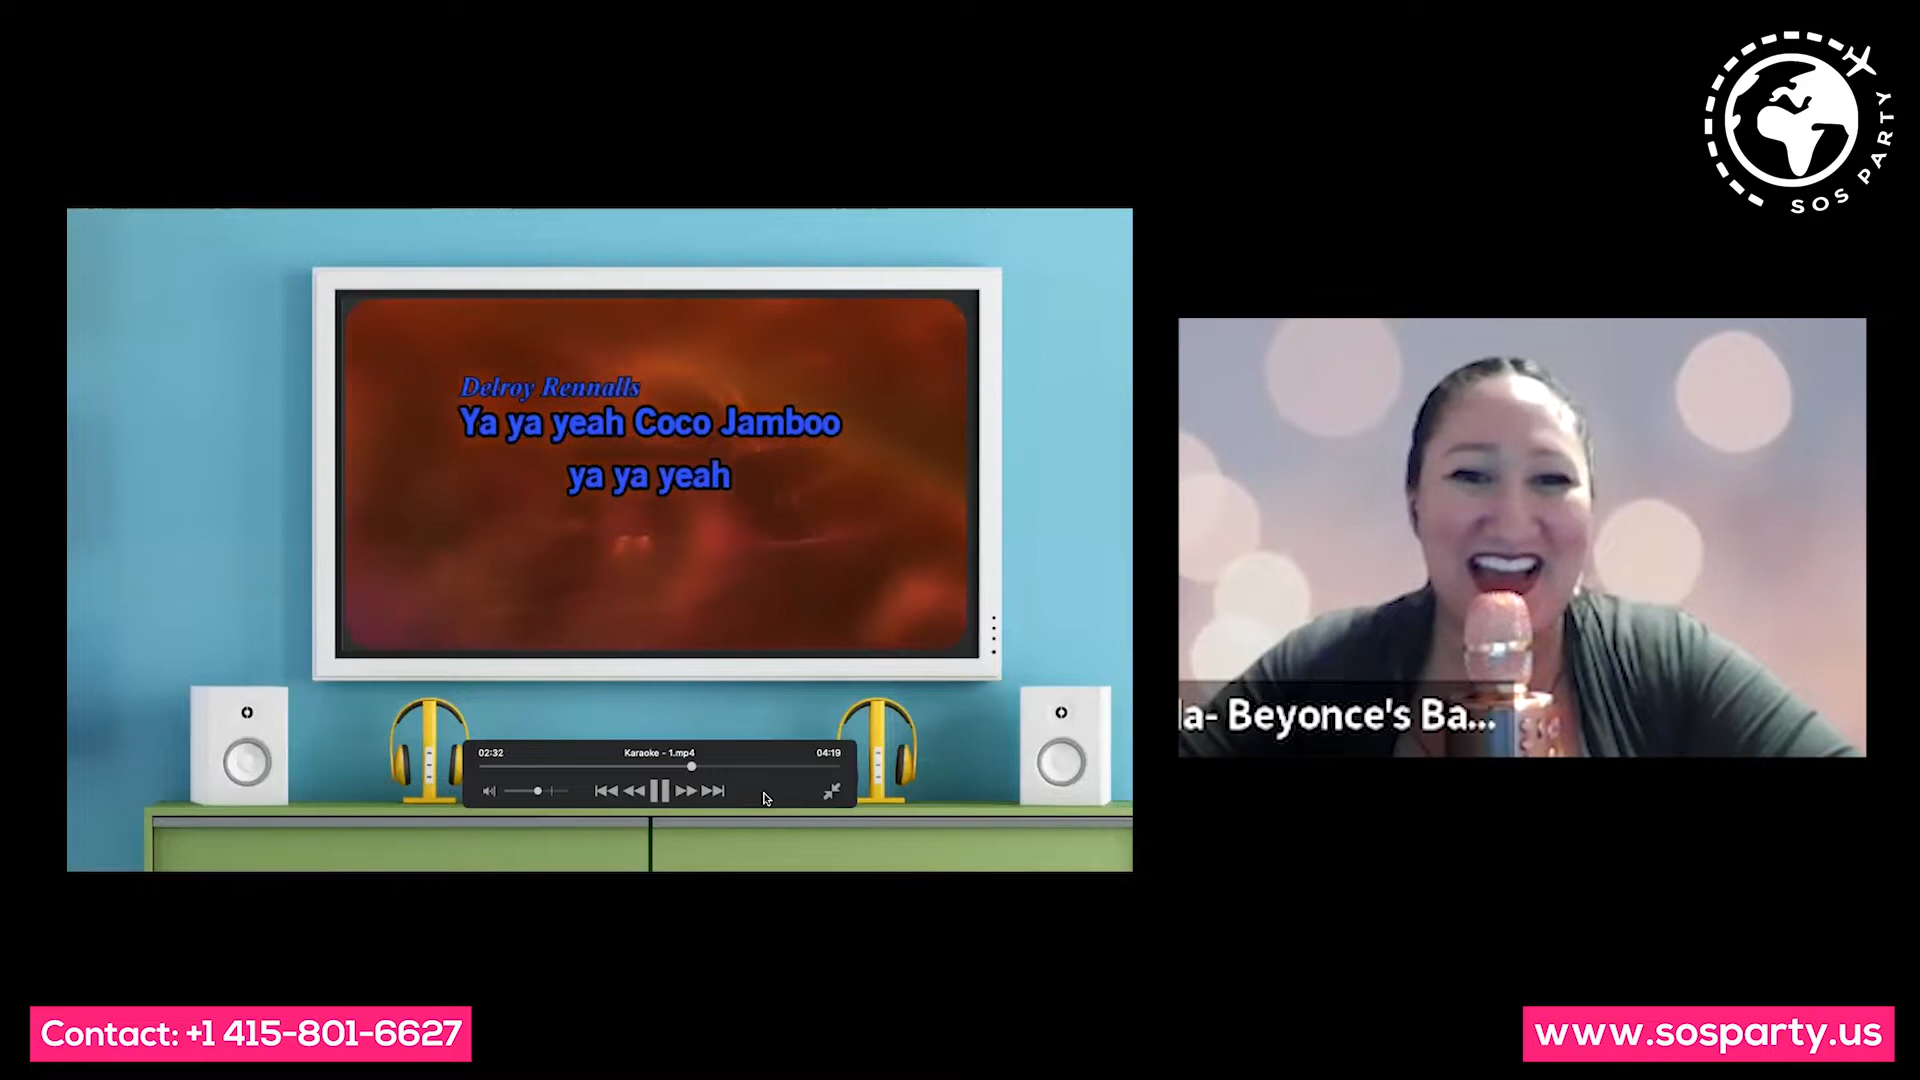 SOS PARTY
Delroy Rennalls
Ya ya yeah Coco Jamboo
ya ya yeah
la- Beyonce's Ba...
02:32
Karaoke - 1.mp4
04:19
Contact: +1 415-801-6627
www.sosparty.us